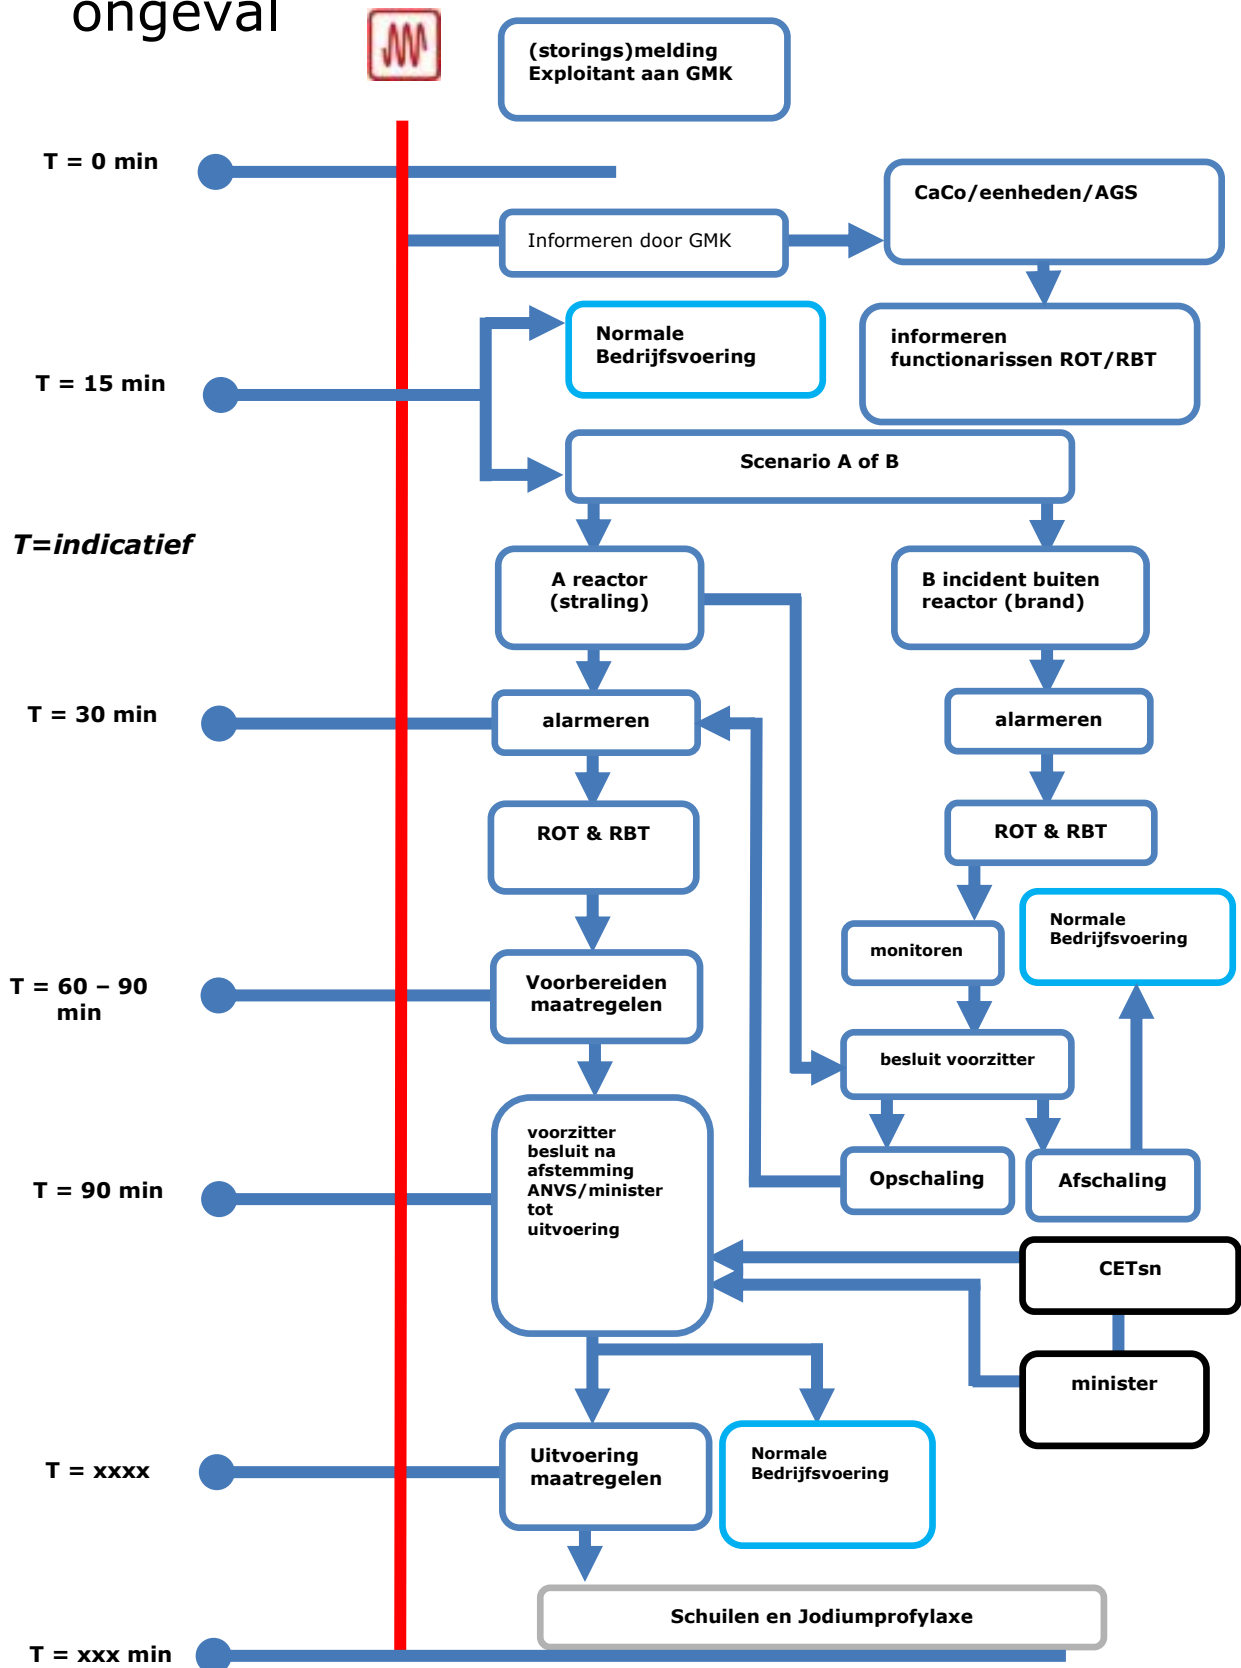 ongeval
(storings)melding
Exploitant aan GMK
T = 0 min
CaCo/eenheden/AGS
Informeren door GMK
Normale
Bedrijfsvoering
informeren
functionarissen ROT/RBT
T = 15 min
Scenario A of B
T=indicatief
A reactor
(straling)
B incident buiten
reactor (brand)
T = 30 min
alarmeren
alarmeren
ROT & RBT
ROT & RBT
Normale
Bedrijfsvoering
monitoren
T = 60 – 90
min
Voorbereiden
maatregelen
besluit voorzitter
voorzitter
besluit na
afstemming
ANVS/minister
tot
uitvoering
T = 90 min
Opschaling
Afschaling
CETsn
minister
T = xxxx
Uitvoering
maatregelen
Normale
Bedrijfsvoering
Schuilen en Jodiumprofylaxe
T = xxx min